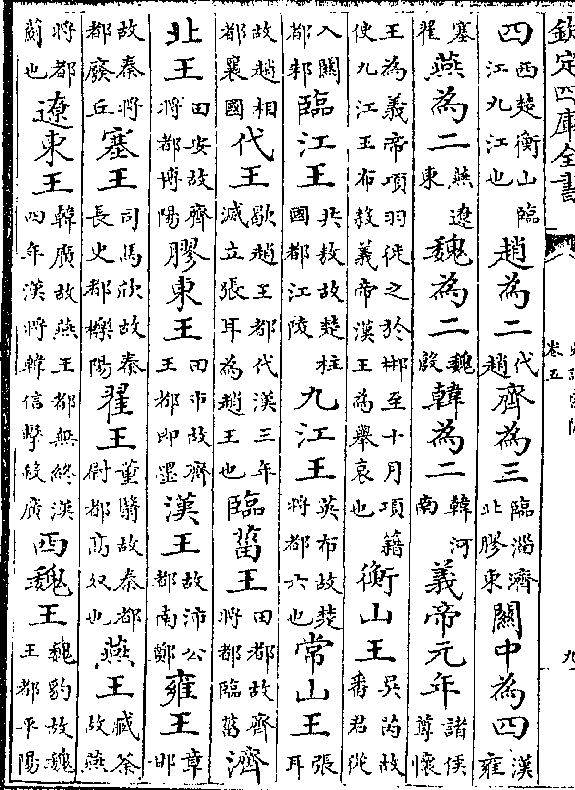 欽定四庫全書
卷五
九
四西楚衡山臨江九江也趙為二代趙齊為三臨淄濟北膠東關中為四漢雍
塞翟燕為二燕遼東魏為二魏殷韓為二韓河南義帝元年諸侯尊懷
王為義帝項羽徙之於郴至十月項籍使九江王布殺義帝漢王為舉哀也衡山王吳芮故番君從
入關都邾臨江王共敖故楚柱國都江陵九江王英布故楚將都六也常山王張耳
故趙相都襄國代王歇趙王都代漢三年滅立張耳為趙王也臨菑王田都故齊將都臨菑濟
北王田安故齊將都博陽膠東王田市故齊王都即墨漢王故沛公都南鄭雍王章邯
故秦將都廢丘塞王司馬欣故秦長史都櫟陽翟王董翳故秦都尉都高奴也燕王臧荼故燕
將都薊也遼東王韓廣故燕王都無終漢四年漢將韓信擊殺廣西魏王魏豹故魏王都平陽